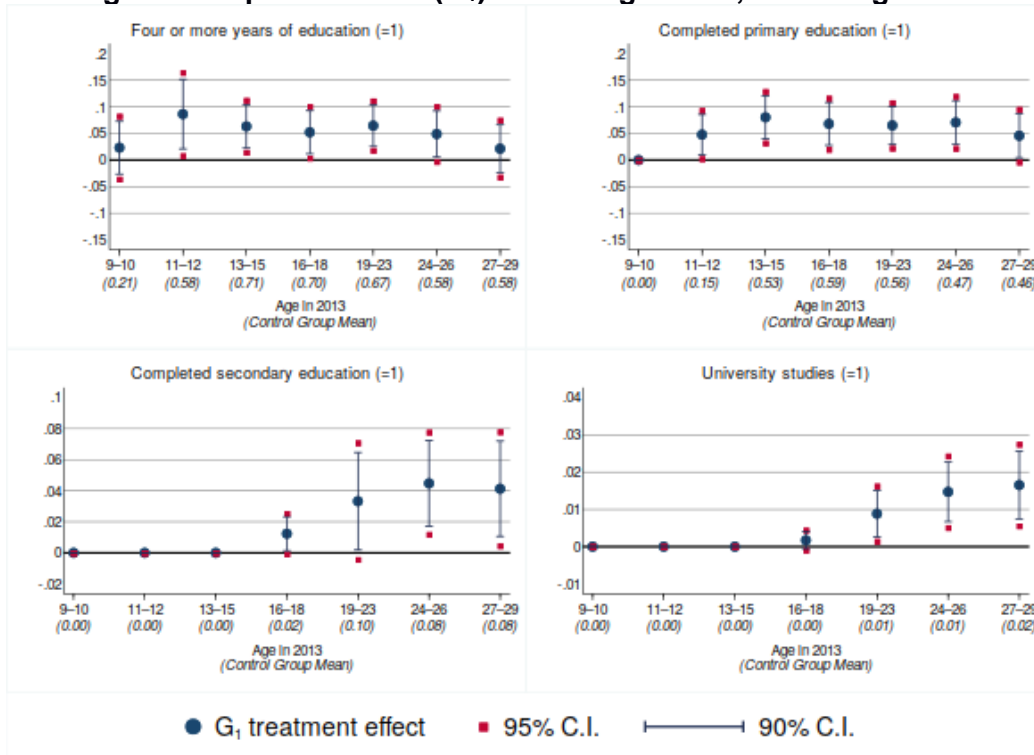 Four or more years of education (=1)
.2
.15
.1
.05
0
-.05
-.1
-.15
9–10 11–12 13–15 16–18 19–23 24–26 27–29
(0.21) (0.58) (0.71) (0.70) (0.67) (0.58) (0.58)
Age in 2013
(Control Group Mean)
Completed primary education (=1)
.2
.15
.1
.05
0
-.05
-.1
-.15
9–10 11–12 13–15 16–18 19–23 24–26 27–29
(0.00) (0.15) (0.53) (0.59) (0.56) (0.47) (0.46)
Age in 2013
(Control Group Mean)
Completed secondary education (=1)
.1
.08
.06
.04
.02
0
-.02
9–10 11–12 13–15 16–18 19–23 24–26 27–29
(0.00) (0.00) (0.00) (0.02) (0.10) (0.08) (0.08)
Age in 2013
(Control Group Mean)
University studies (=1)
.04
.03
.02
.01
0
-.01
9–10 11–12 13–15 16–18 19–23 24–26 27–29
(0.00) (0.00) (0.00) (0.00) (0.01) (0.01) (0.02)
Age in 2013
(Control Group Mean)
G₁ treatment effect 95% C.I. 90% C.I.